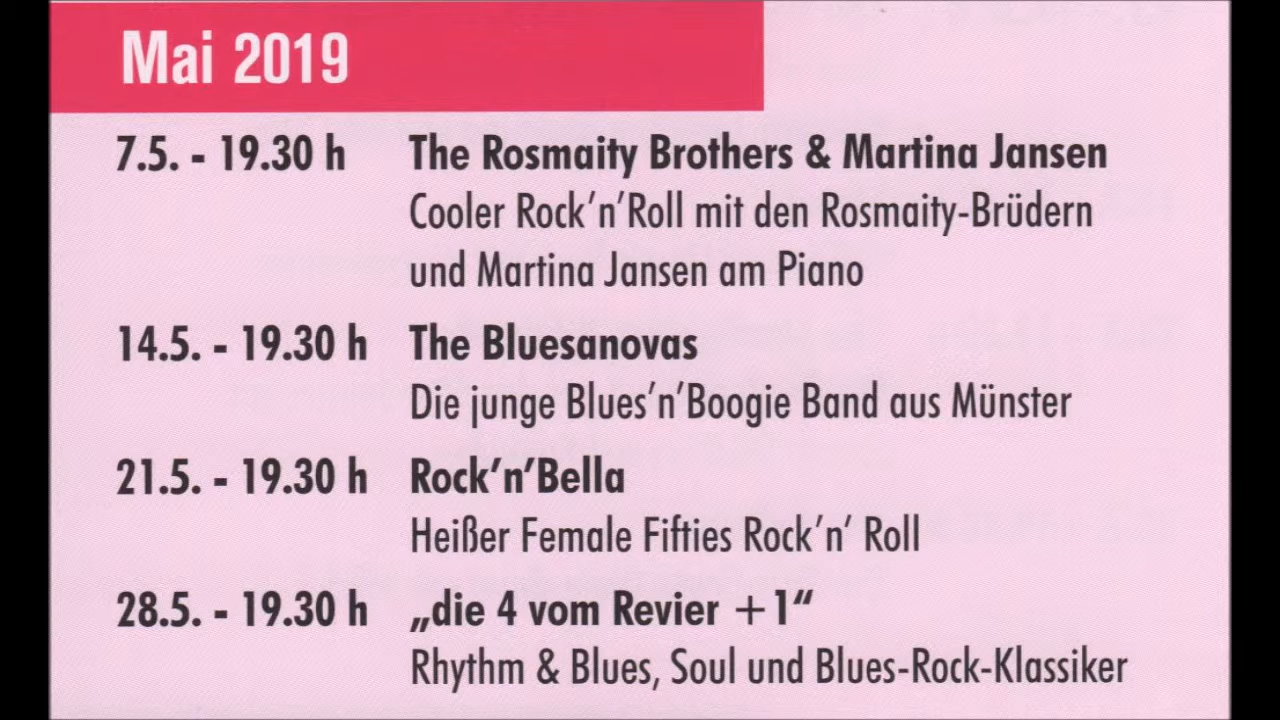 Mai 2019
7.5. - 19.30 h The Rosmaity Brothers & Martina Jansen
Cooler Rock’n’Roll mit den Rosmaity-Brüdern
und Martina Jansen am Piano
14.5. - 19.30 h The Bluesanovas
Die junge Blues’n’Boogie Band aus Münster
21.5. - 19.30 h Rock’n’Bella
Heißer Female Fifties Rock’n’ Roll
28.5. - 19.30 h „die 4 vom Revier +1“
Rhythm & Blues, Soul und Blues-Rock-Klassiker